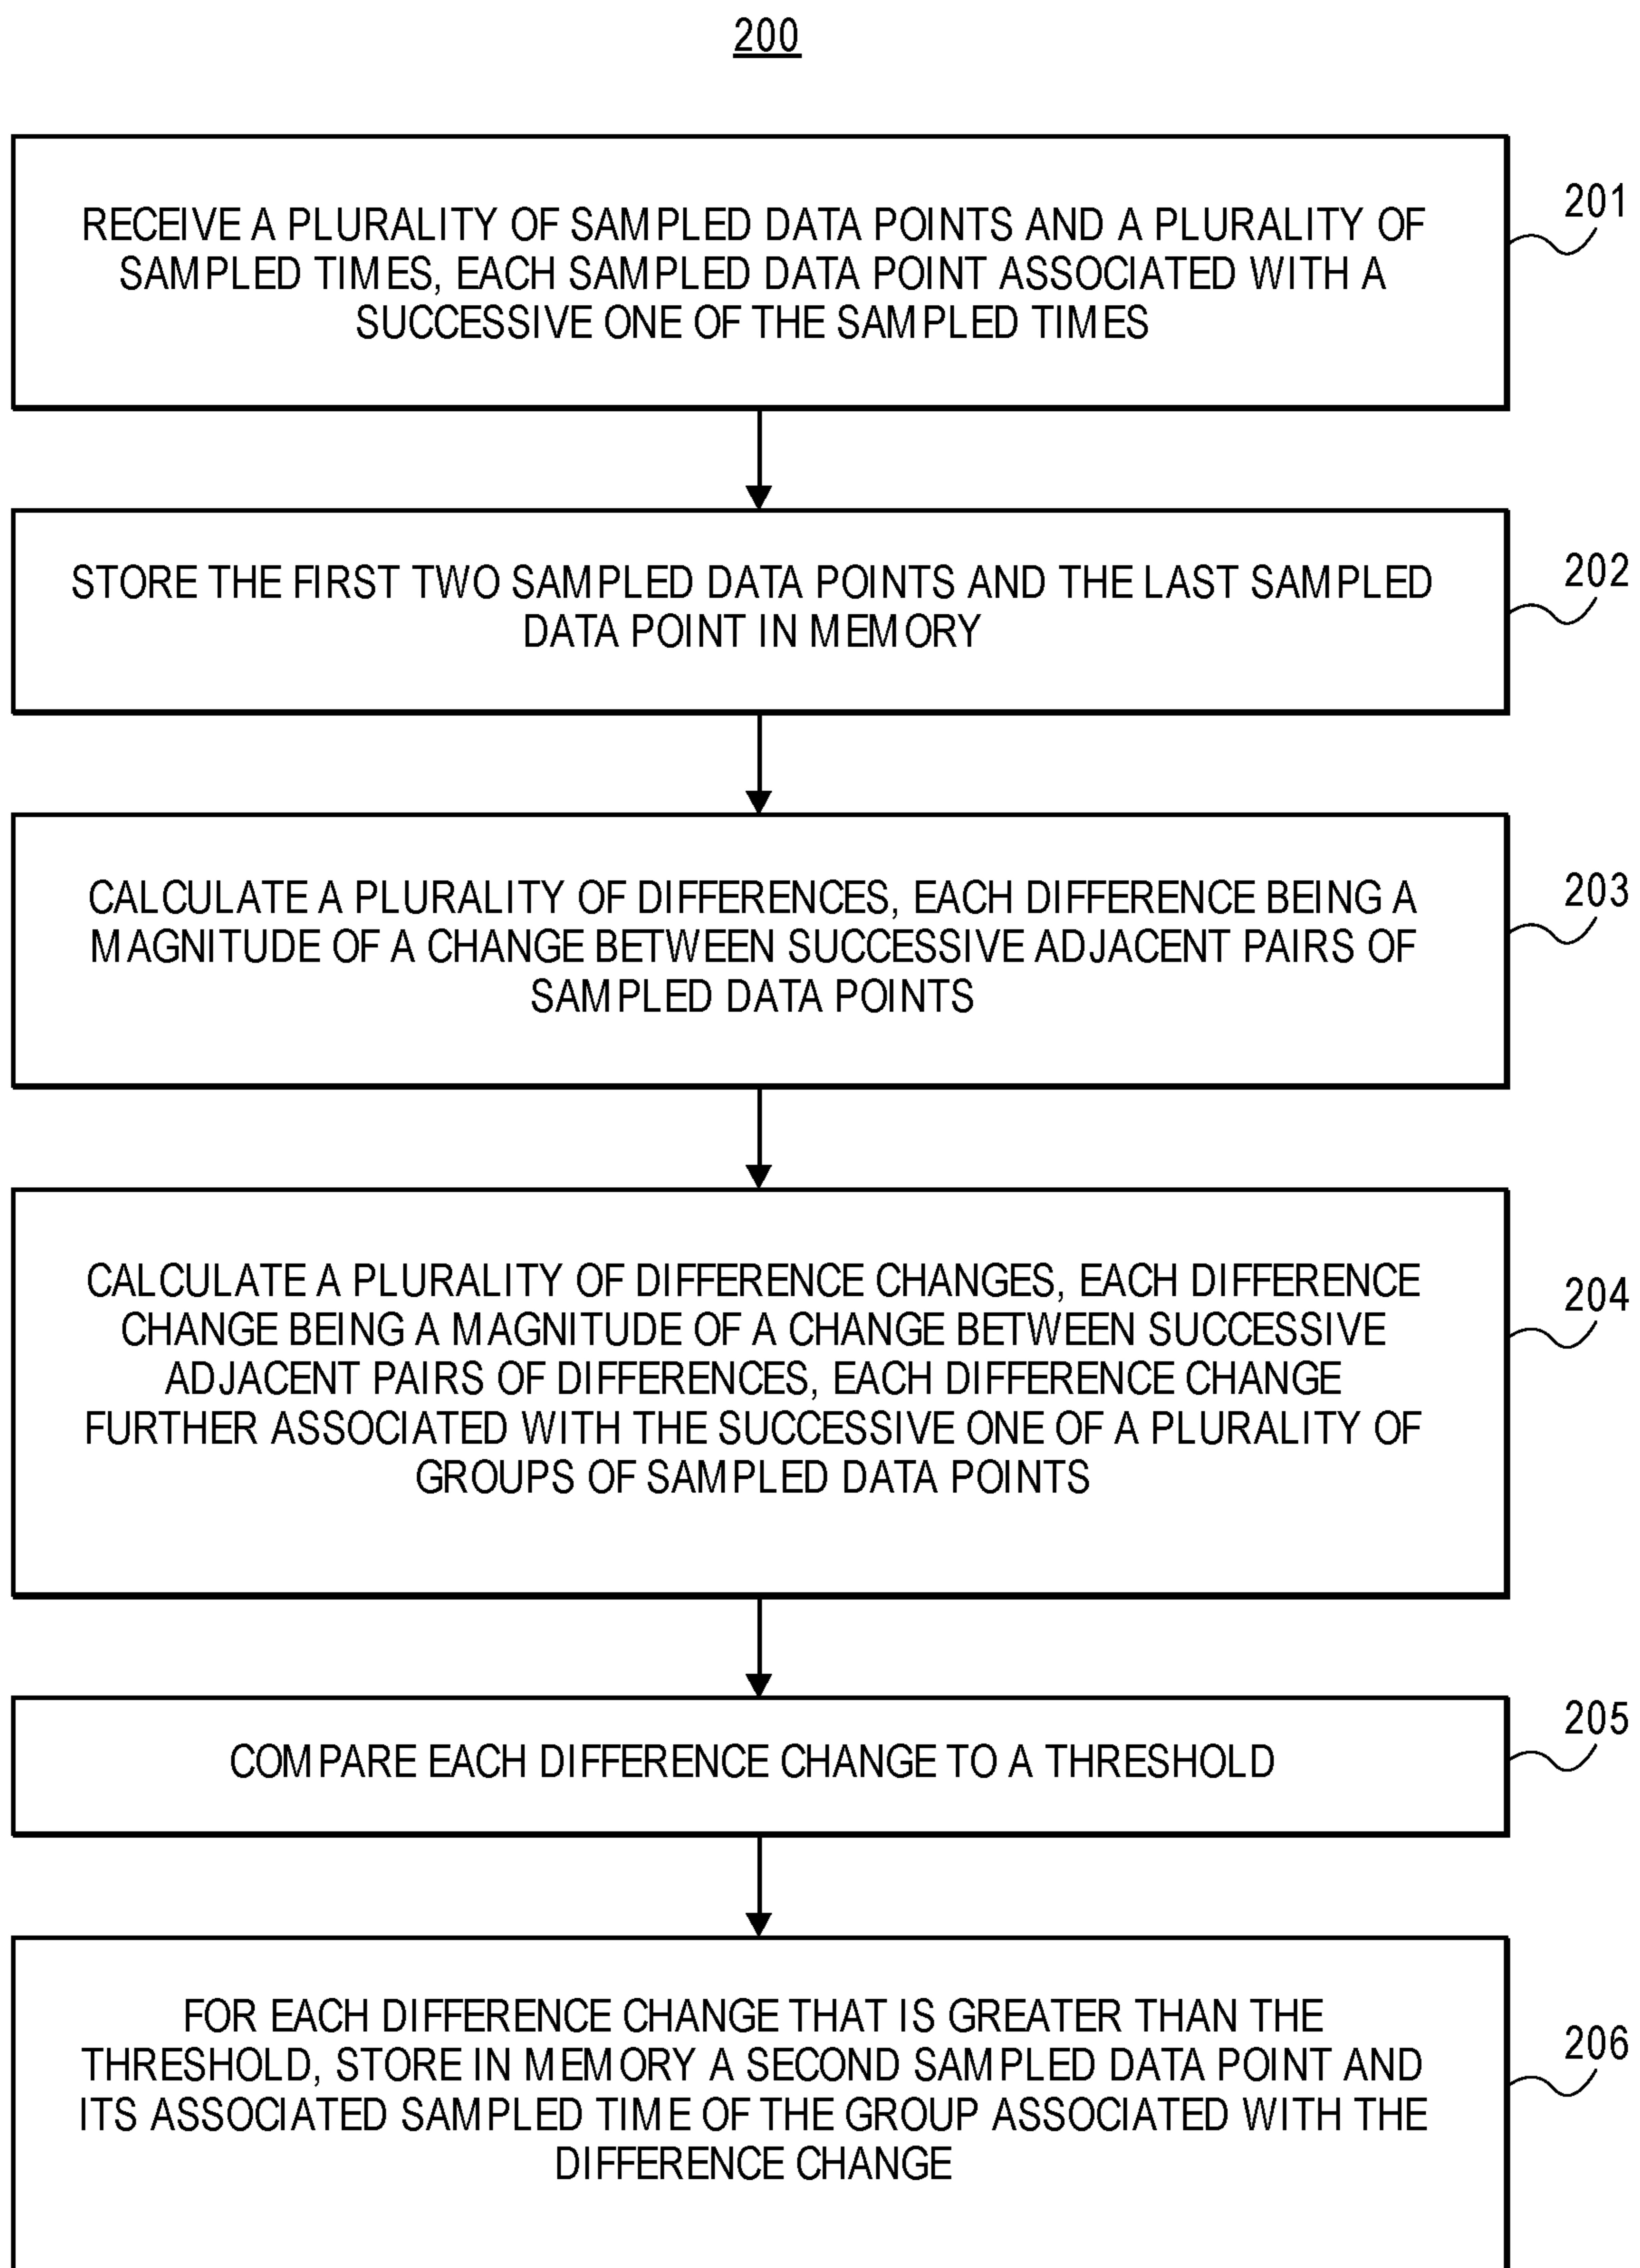 200
RECEIVE A PLURALITY OF SAMPLED DATA POINTS AND A PLURALITY OF
SAMPLED TIMES, EACH SAMPLED DATA POINT ASSOCIATED WITH A
SUCCESSIVE ONE OF THE SAMPLED TIMES
201
STORE THE FIRST TWO SAMPLED DATA POINTS AND THE LAST SAMPLED
DATA POINT IN MEMORY
202
CALCULATE A PLURALITY OF DIFFERENCES, EACH DIFFERENCE BEING A
MAGNITUDE OF A CHANGE BETWEEN SUCCESSIVE ADJACENT PAIRS OF
SAMPLED DATA POINTS
203
CALCULATE A PLURALITY OF DIFFERENCE CHANGES, EACH DIFFERENCE
CHANGE BEING A MAGNITUDE OF A CHANGE BETWEEN SUCCESSIVE
ADJACENT PAIRS OF DIFFERENCES, EACH DIFFERENCE CHANGE
FURTHER ASSOCIATED WITH THE SUCCESSIVE ONE OF A PLURALITY OF
GROUPS OF SAMPLED DATA POINTS
204
COMPARE EACH DIFFERENCE CHANGE TO A THRESHOLD
205
FOR EACH DIFFERENCE CHANGE THAT IS GREATER THAN THE
THRESHOLD, STORE IN MEMORY A SECOND SAMPLED DATA POINT AND
ITS ASSOCIATED SAMPLED TIME OF THE GROUP ASSOCIATED WITH THE
DIFFERENCE CHANGE
206